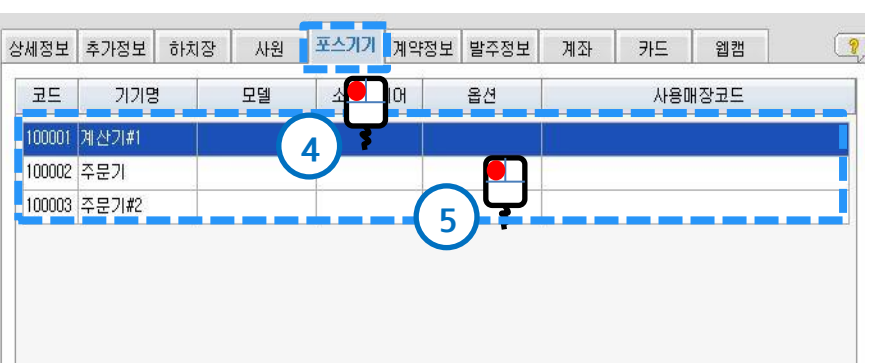 상세정보 추가정보 하치장 사원 포스기기 계약정보 발주정보 계좌 카드 웹캠 ?
코드 기기명 모델 옵션 사용매장코드
100001 계산기#1
4
100002 주문기
100003 주문기#2
5